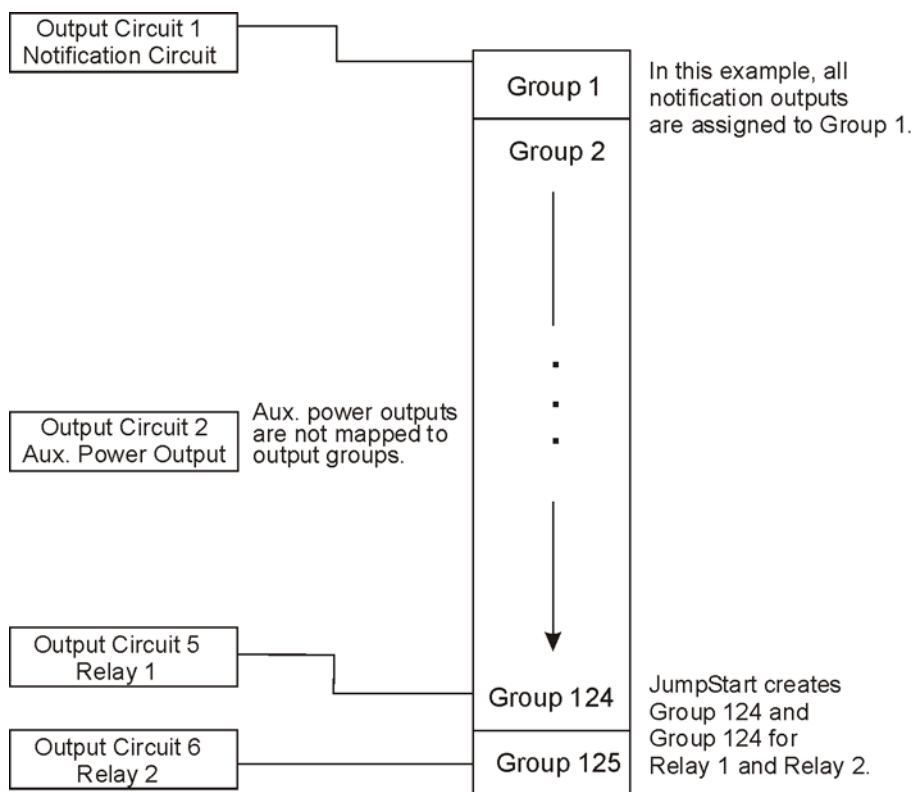 Output Circuit 1
Notification Circuit
Group 1
In this example, all
notification outputs
are assigned to Group 1.
Group 2
Output Circuit 2
Aux. Power Output
Aux. power outputs
are not mapped to
output groups.
Output Circuit 5
Relay 1
Group 124
JumpStart creates
Group 124 and
Group 124 for
Relay 1 and Relay 2.
Output Circuit 6
Relay 2
Group 125